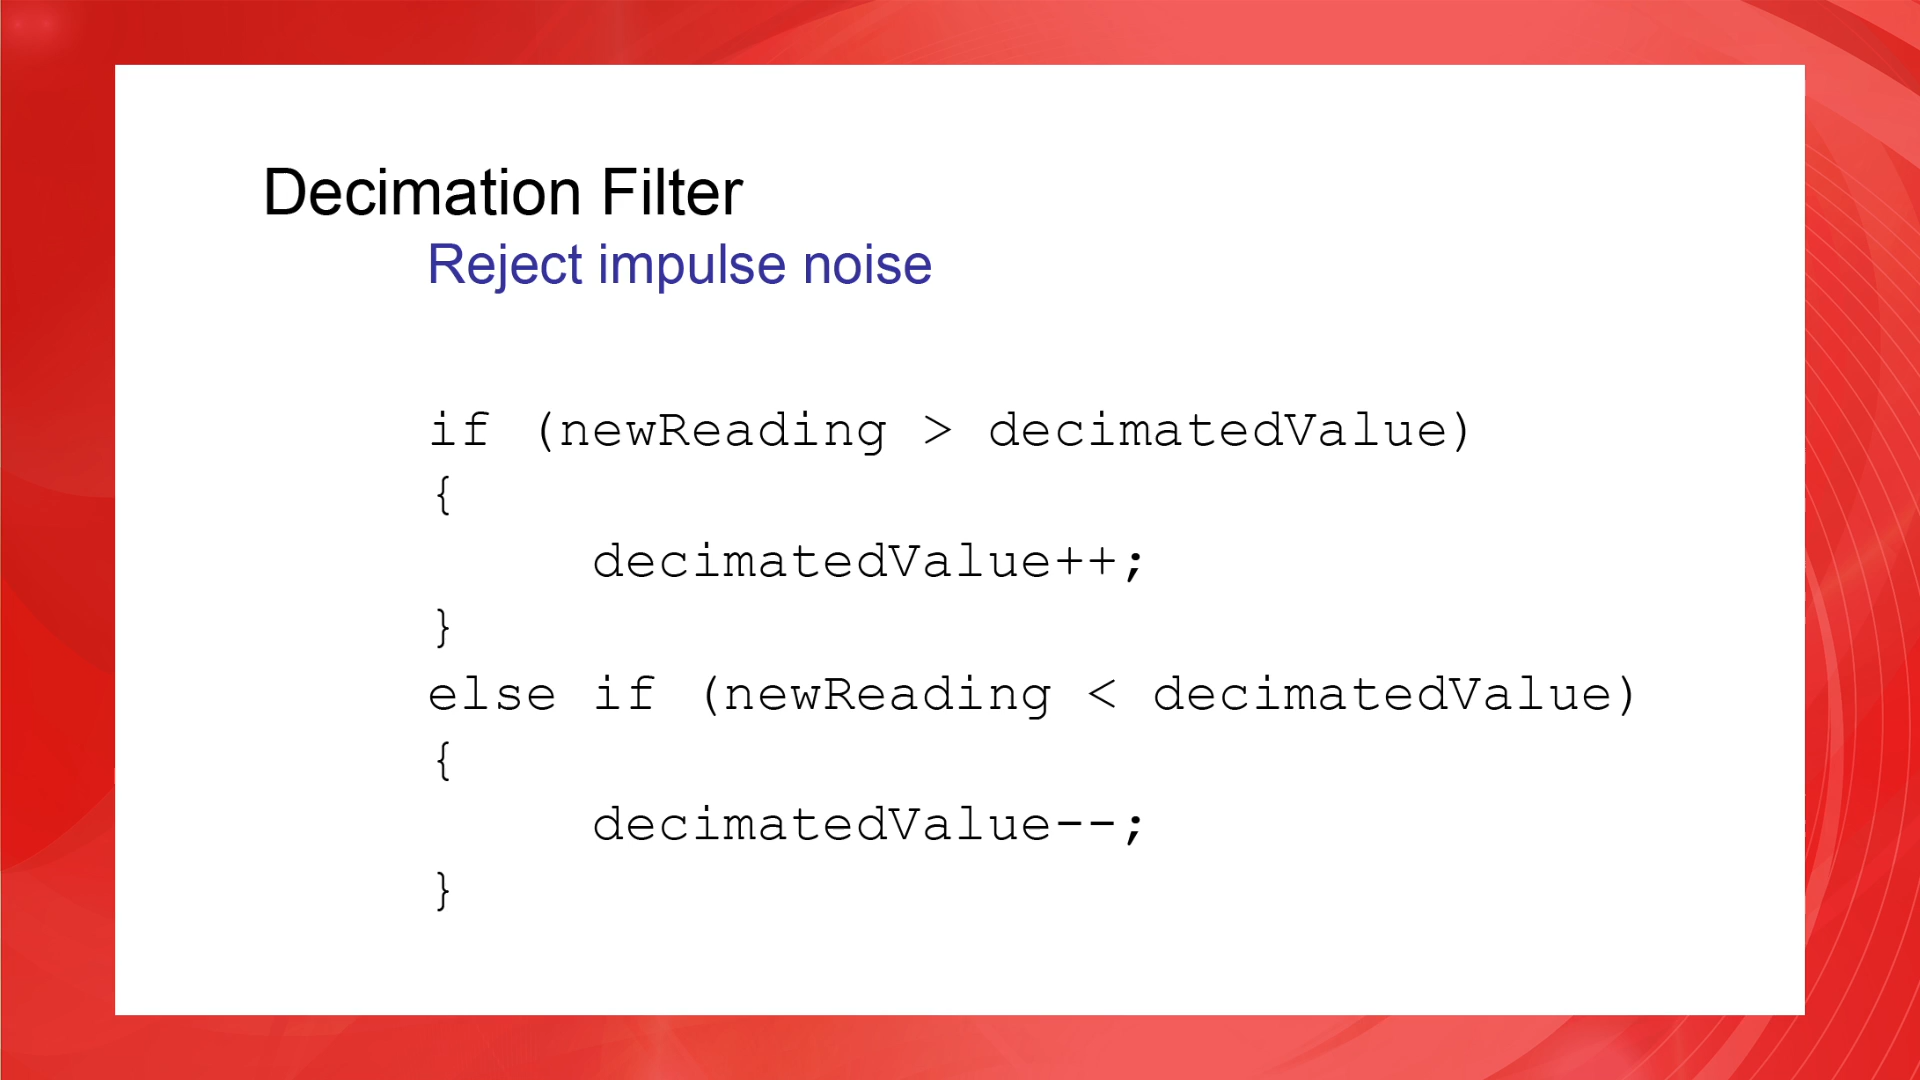 Decimation Filter
Reject impulse noise
if (newReading > decimatedValue)
{
decimatedValue++;
}
else if (newReading < decimatedValue)
{
decimatedValue--;
}